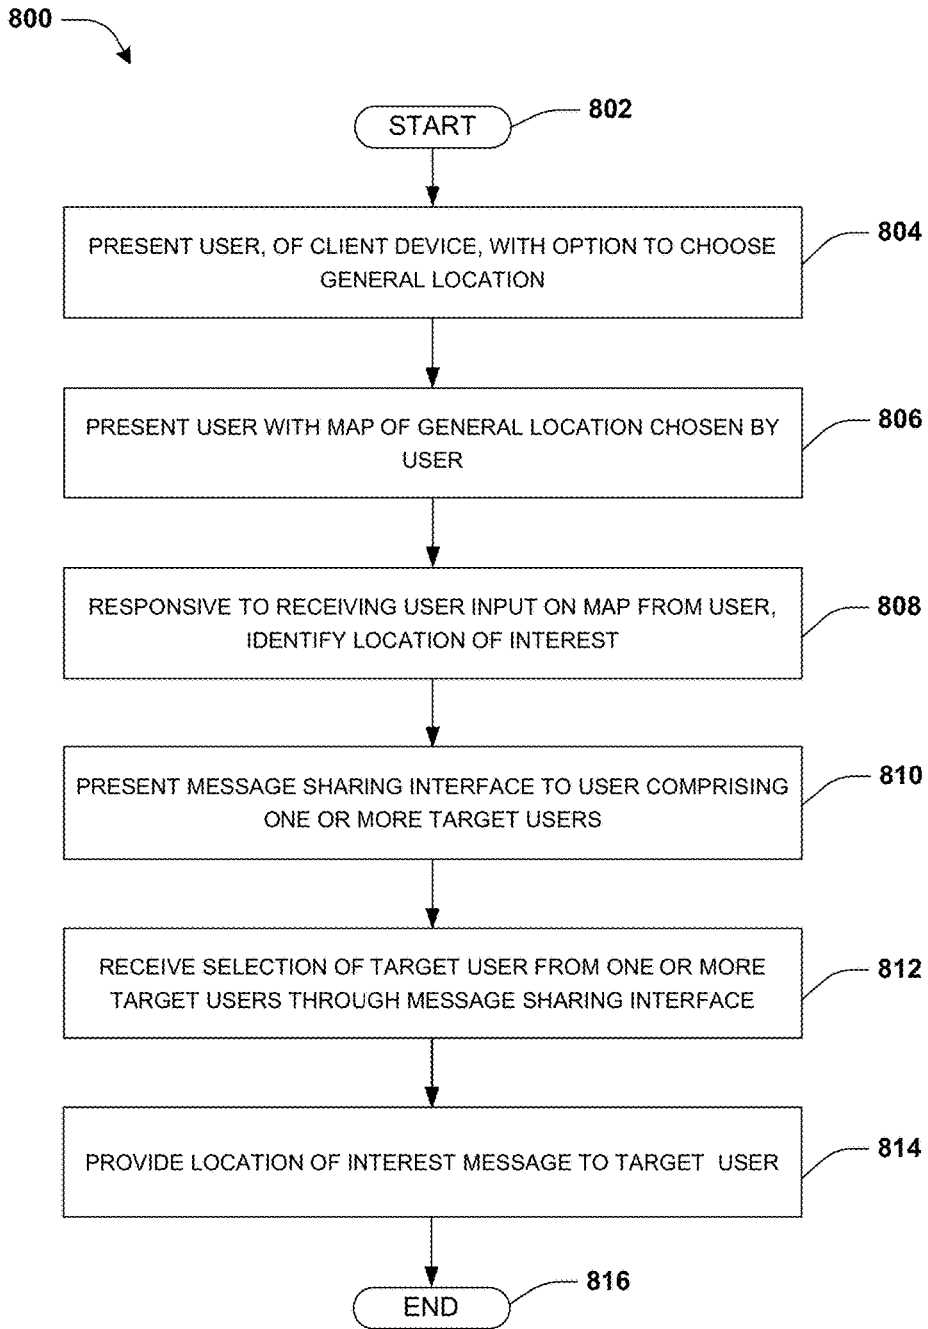 800
START
802
PRESENT USER, OF CLIENT DEVICE, WITH OPTION TO CHOOSE
GENERAL LOCATION
804
PRESENT USER WITH MAP OF GENERAL LOCATION CHOSEN BY
USER
806
RESPONSIVE TO RECEIVING USER INPUT ON MAP FROM USER,
IDENTIFY LOCATION OF INTEREST
808
PRESENT MESSAGE SHARING INTERFACE TO USER COMPRISING
ONE OR MORE TARGET USERS
810
RECEIVE SELECTION OF TARGET USER FROM ONE OR MORE
TARGET USERS THROUGH MESSAGE SHARING INTERFACE
812
PROVIDE LOCATION OF INTEREST MESSAGE TO TARGET USER
814
END
816